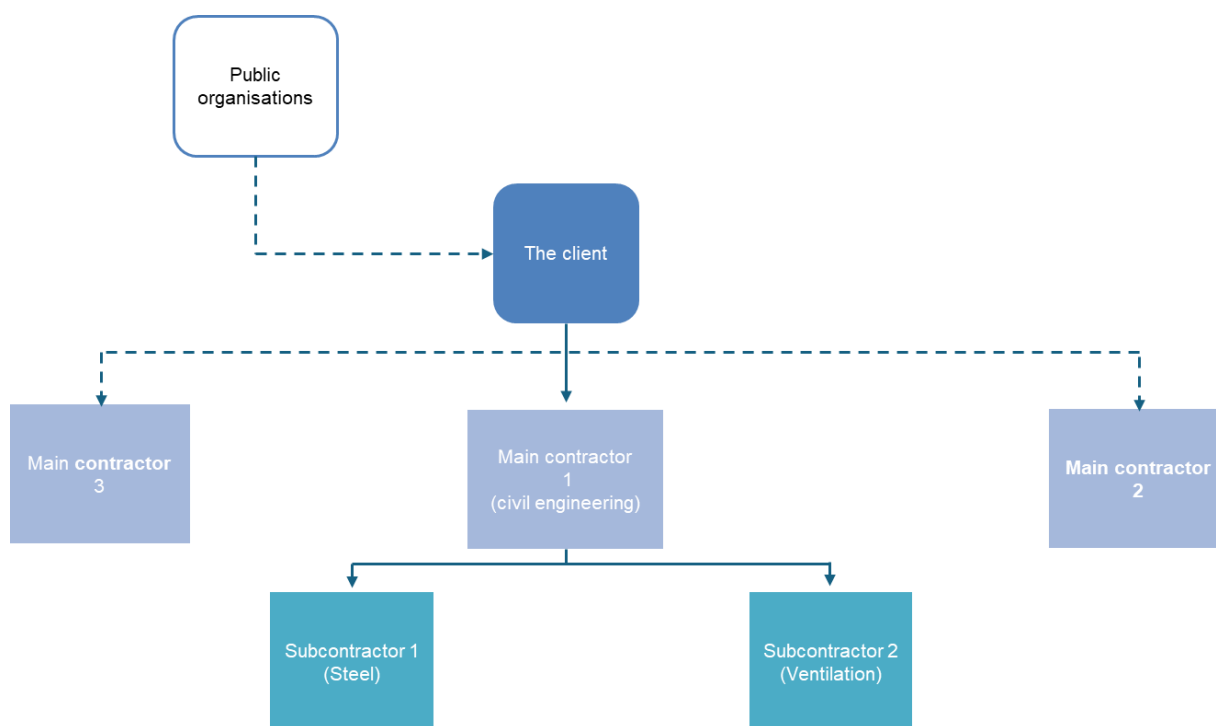 Public
organisations
The client
Main contractor
3
Main contractor
1
(civil engineering)
Main contractor
2
Subcontractor 1
(Steel)
Subcontractor 2
(Ventilation)